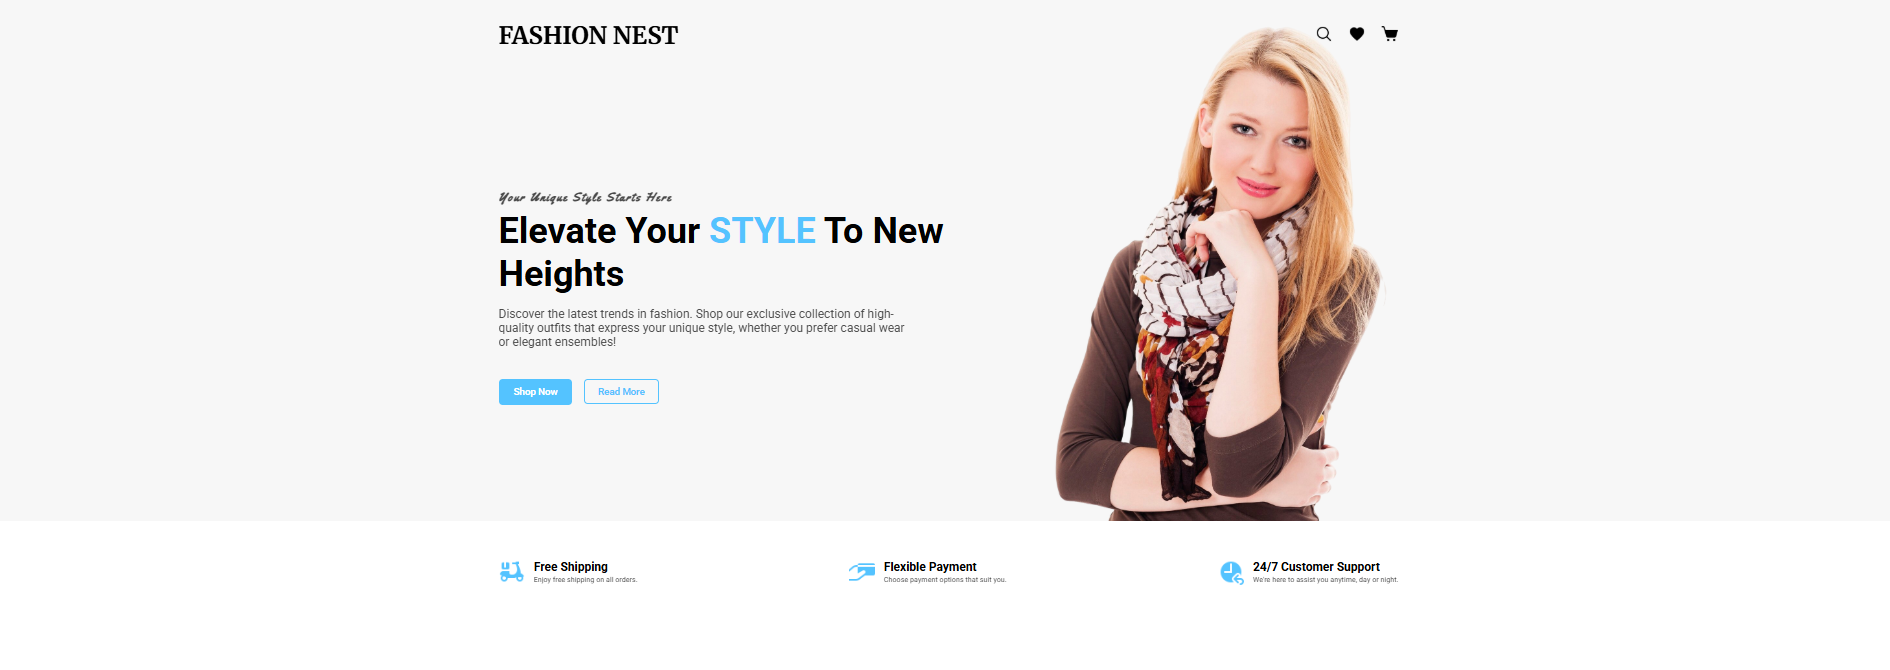 FASHION NEST
Your Unique Style Starts Here
Elevate Your STYLE To New
Heights
Discover the latest trends in fashion. Shop our exclusive collection of high-
quality outfits that express your unique style, whether you prefer casual wear
or elegant ensembles!
Shop Now
Read More
Free Shipping
Enjoy free shipping on all orders.
Flexible Payment
Choose payment options that suit you.
24/7 Customer Support
We're here to assist you anytime, day or night.